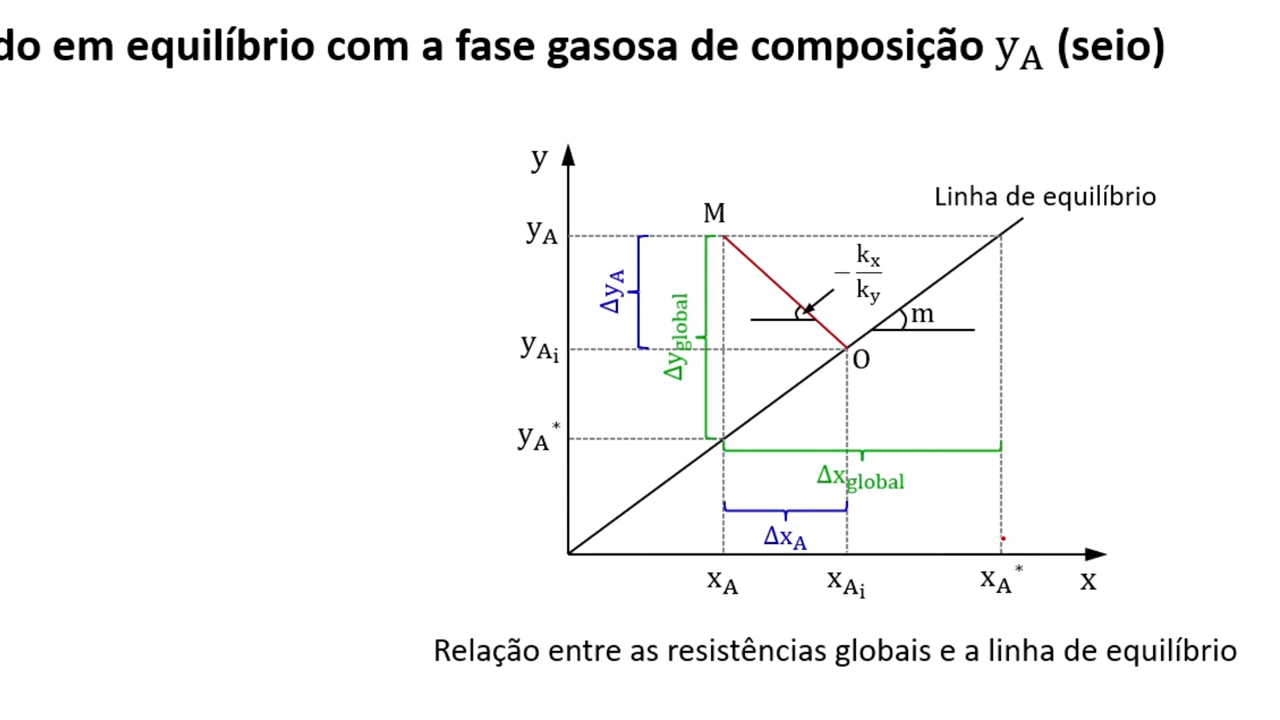 do em equilíbrio com a fase gasosa de composição yA (seio)
y
Linha de equilíbrio
M
yA
− kx
ky
ΔyA
Δyglobal
m
yAi
O
yA*
Δxglobal
ΔxA
xA
xAi
xA*
x
Relação entre as resistências globais e a linha de equilíbrio